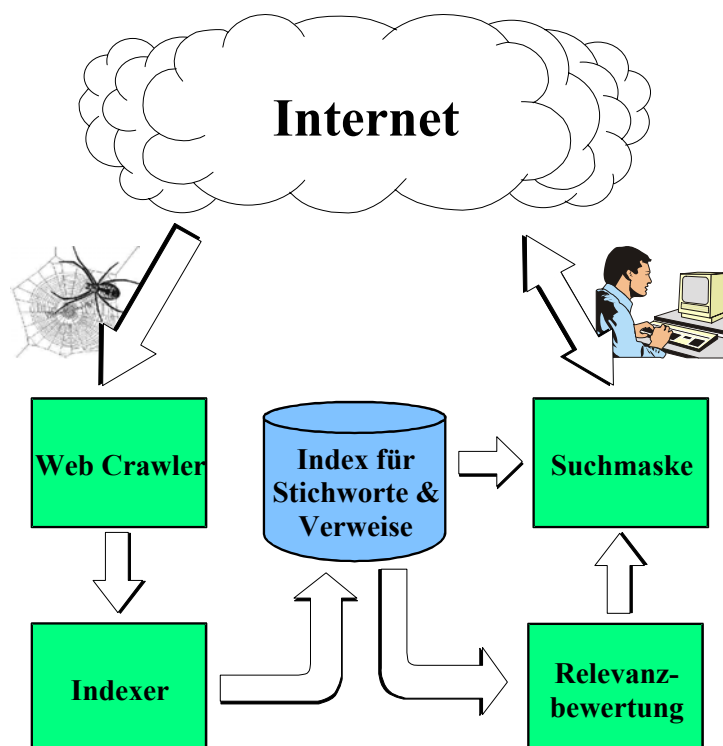 Internet
Web Crawler
Index für
Stichworte &
Verweise
Suchmaske
Indexer
Relevanz-
bewertung